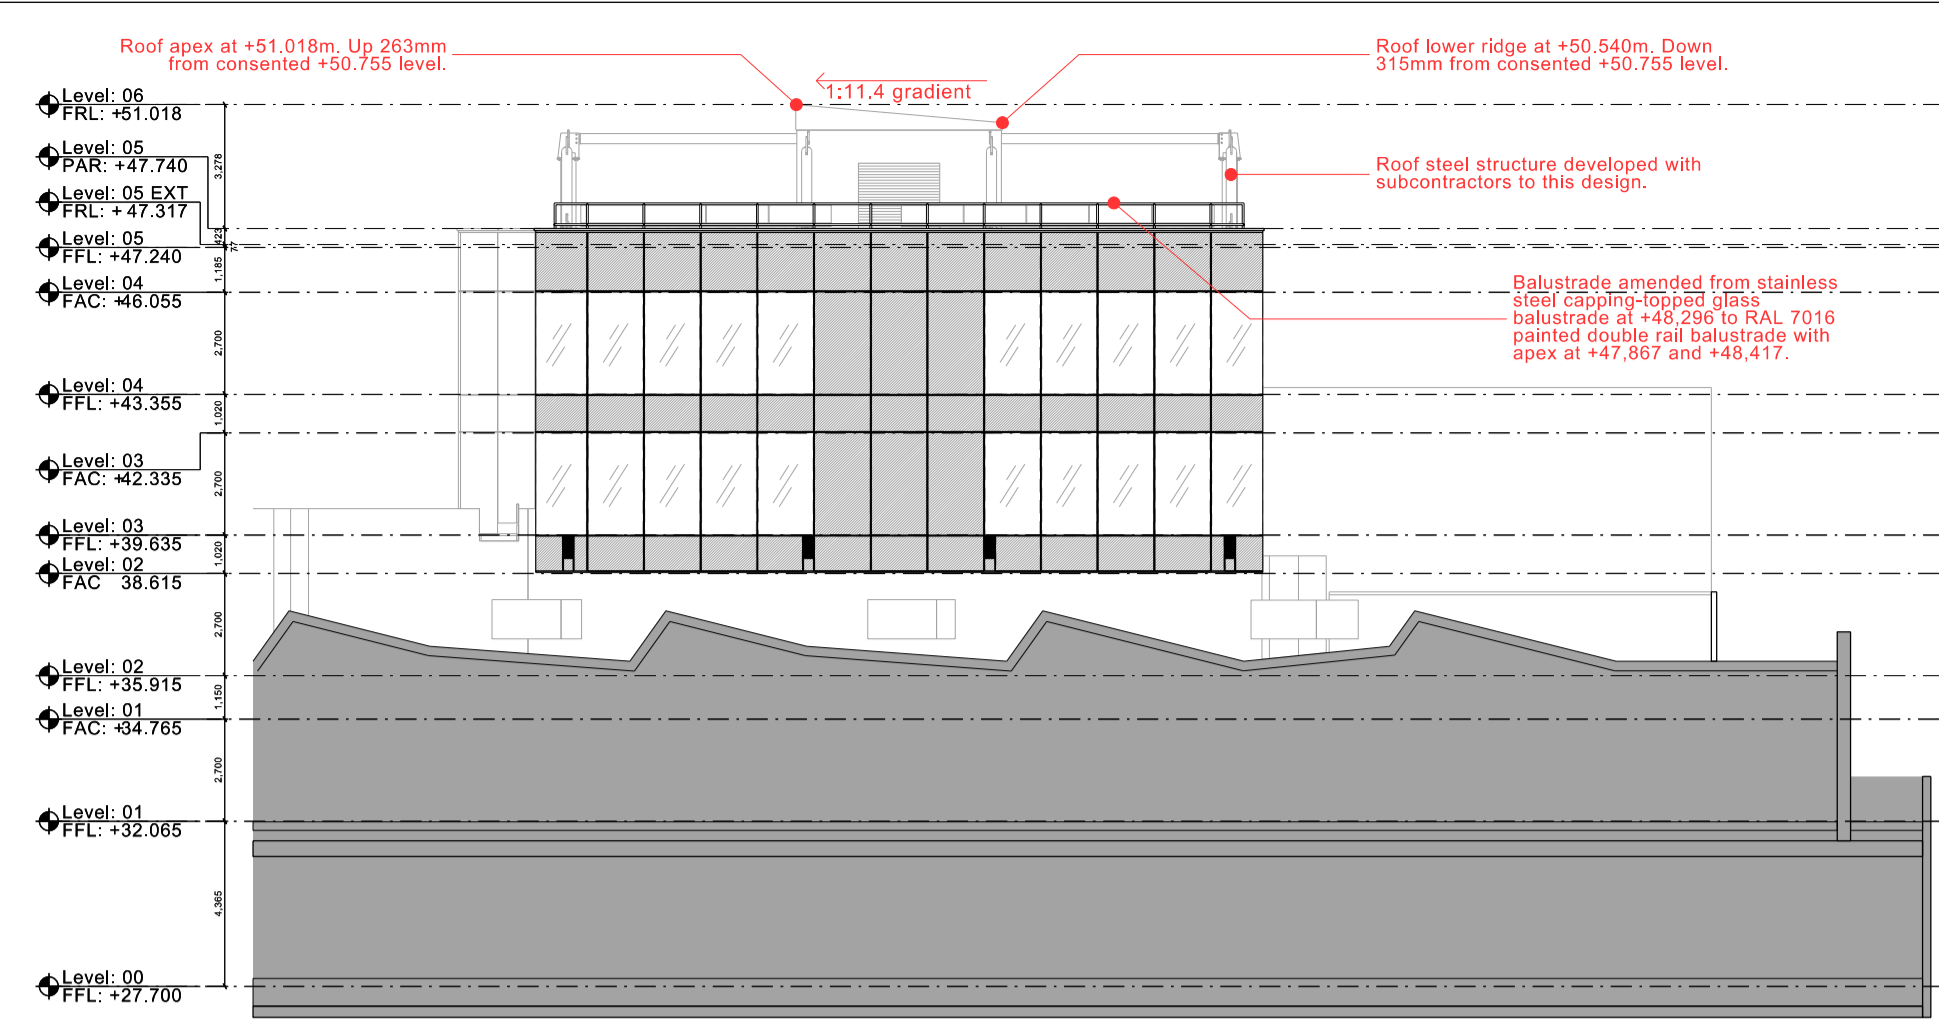 Roof apex at +51.018m. Up 263mm
from consented +50.755 level.
Roof lower ridge at +50.540m. Down
315mm from consented +50.755 level.
1:11.4 gradient
Roof steel structure developed with
subcontractors to this design.
Balustrade amended from stainless
steel capping-topped glass
balustrade at +48,296 to RAL 7016
painted double rail balustrade with
apex at +47,867 and +48,417.
Level: 06
FRL: +51.018
Level: 05
PAR: +47.740
Level: 05 EXT
FRL: + 47.317
Level: 05
FFL: +47.240
Level: 04
FAC: +46.055
Level: 04
FFL: +43.355
Level: 03
FAC: +42.335
Level: 03
FFL: +39.635
Level: 02
FAC 38.615
Level: 02
FFL: +35.915
Level: 01
FAC: +34.765
Level: 01
FFL: +32.065
Level: 00
FFL: +27.700
3,278
423
77
1,185
2,700
1,020
2,700
1,020
2,700
1,150
2,700
4,365